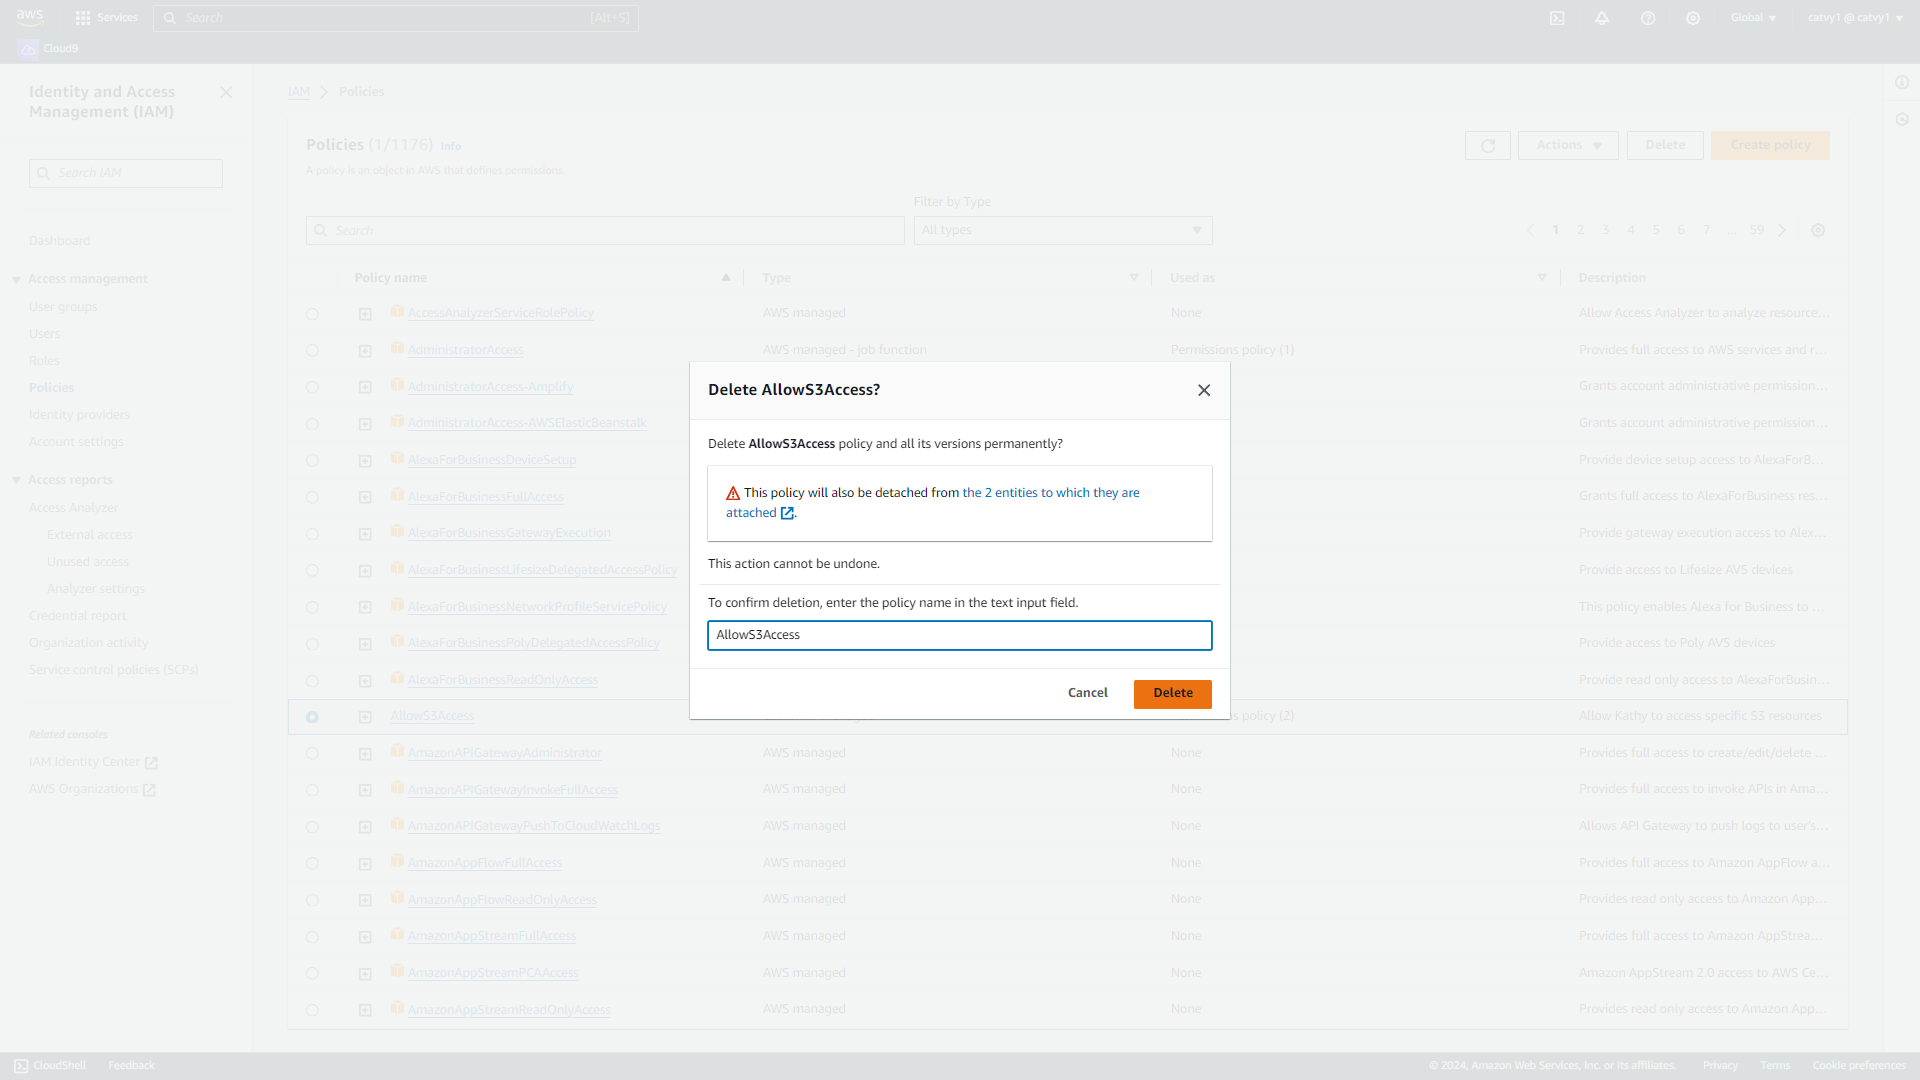 aws
Services
Search
[Alt+S]
Global
catvy1 @ catvy1
Cloud9
Identity and Access
Management (IAM)
Search IAM
Dashboard
Access management
User groups
Users
Roles
Policies
Identity providers
Account settings
Access reports
Access Analyzer
External access
Unused access
Analyzer settings
Credential report
Organization activity
Service control policies (SCPs)
Related consoles
IAM Identity Center
AWS Organizations
IAM
Policies
Policies (1/1176) Info
A policy is an object in AWS that defines permissions.
Actions
Delete
Create policy
Filter by Type
Search
All types
1 2 3 4 5 6 7 ... 59
Policy name Type Used as Description
AccessAnalyzerServiceRolePolicy AWS managed None Allow Access Analyzer to analyze resource...
AdministratorAccess AWS managed - job function Permissions policy (1) Provides full access to AWS services and r...
AdministratorAccess-Amplify Grants account administrative permission...
AdministratorAccess-AWSElasticBeanstalk Grants account administrative permission...
AlexaForBusinessDeviceSetup Provide device setup access to AlexaForB...
AlexaForBusinessFullAccess Grants full access to AlexaForBusiness res...
AlexaForBusinessGatewayExecution Provide gateway execution access to Alex...
AlexaForBusinessLifesizeDelegatedAccessPolicy Provide access to Lifesize AVS devices
AlexaForBusinessNetworkProfileServicePolicy This policy enables Alexa for Business to ...
AlexaForBusinessPolyDelegatedAccessPolicy Provide access to Poly AVS devices
AlexaForBusinessReadOnlyAccess Provide read only access to AlexaForBusin...
AllowS3Access policy (2) Allow Kathy to access specific S3 resources
AmazonAPIGatewayAdministrator AWS managed None Provides full access to create/edit/delete ...
AmazonAPIGatewayInvokeFullAccess AWS managed None Provides full access to invoke APIs in Ama...
AmazonAPIGatewayPushToCloudWatchLogs AWS managed None Allows API Gateway to push logs to user's...
AmazonAppFlowFullAccess AWS managed None Provides full access to Amazon AppFlow a...
AmazonAppFlowReadOnlyAccess AWS managed None Provides read only access to Amazon App...
AmazonAppStreamFullAccess AWS managed None Provides full access to Amazon AppStrea...
AmazonAppStreamPCAAccess AWS managed None Amazon AppStream 2.0 access to AWS Ce...
AmazonAppStreamReadOnlyAccess AWS managed None Provides read only access to Amazon App...
Delete AllowS3Access?
Delete AllowS3Access policy and all its versions permanently?
This policy will also be detached from the 2 entities to which they are
attached.
This action cannot be undone.
To confirm deletion, enter the policy name in the text input field.
AllowS3Access
Cancel
Delete
CloudShell
Feedback
© 2024, Amazon Web Services, Inc. or its affiliates.
Privacy
Terms
Cookie preferences